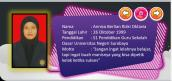 Nama : Annisa Berlian Rizki Diktaria
Tanggal Lahir : 26 Oktober 1999
Pendidikan : S1 Pendidikan Guru Sekolah
Dasar Universitas Negeri Surabaya
Motto : "Jangan ingat lelahnya belajar,
tapi ingat buah manisnya yang bisa dipetik
kelak ketika sukses"